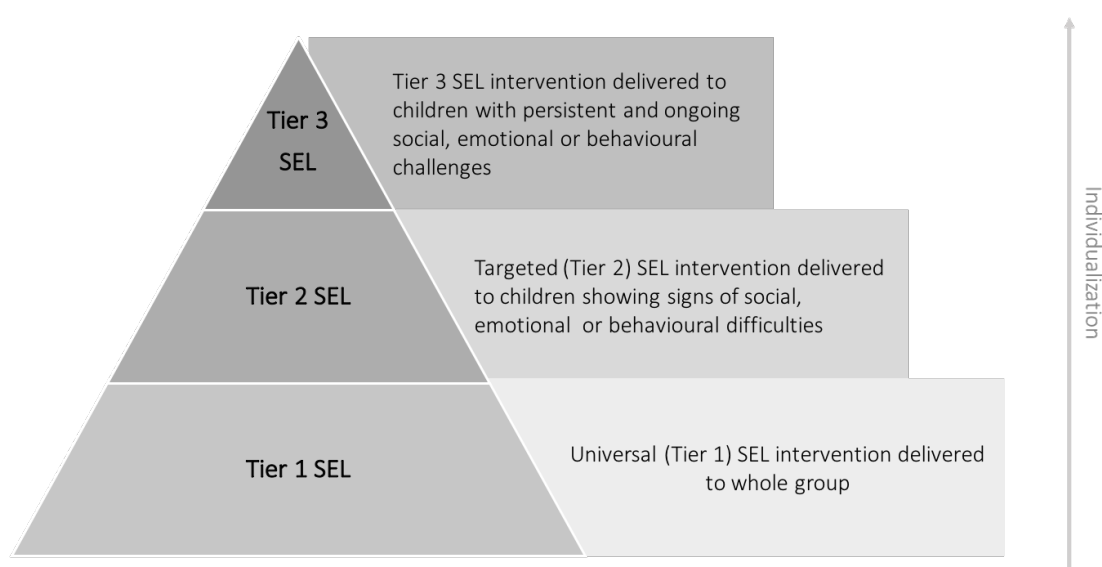 Tier 3
SEL
Tier 3 SEL intervention delivered to
children with persistent and ongoing
social, emotional or behavioural
challenges
Tier 2 SEL
Targeted (Tier 2) SEL intervention delivered
to children showing signs of social,
emotional or behavioural difficulties
Tier 1 SEL
Universal (Tier 1) SEL intervention delivered
to whole group
Individualization